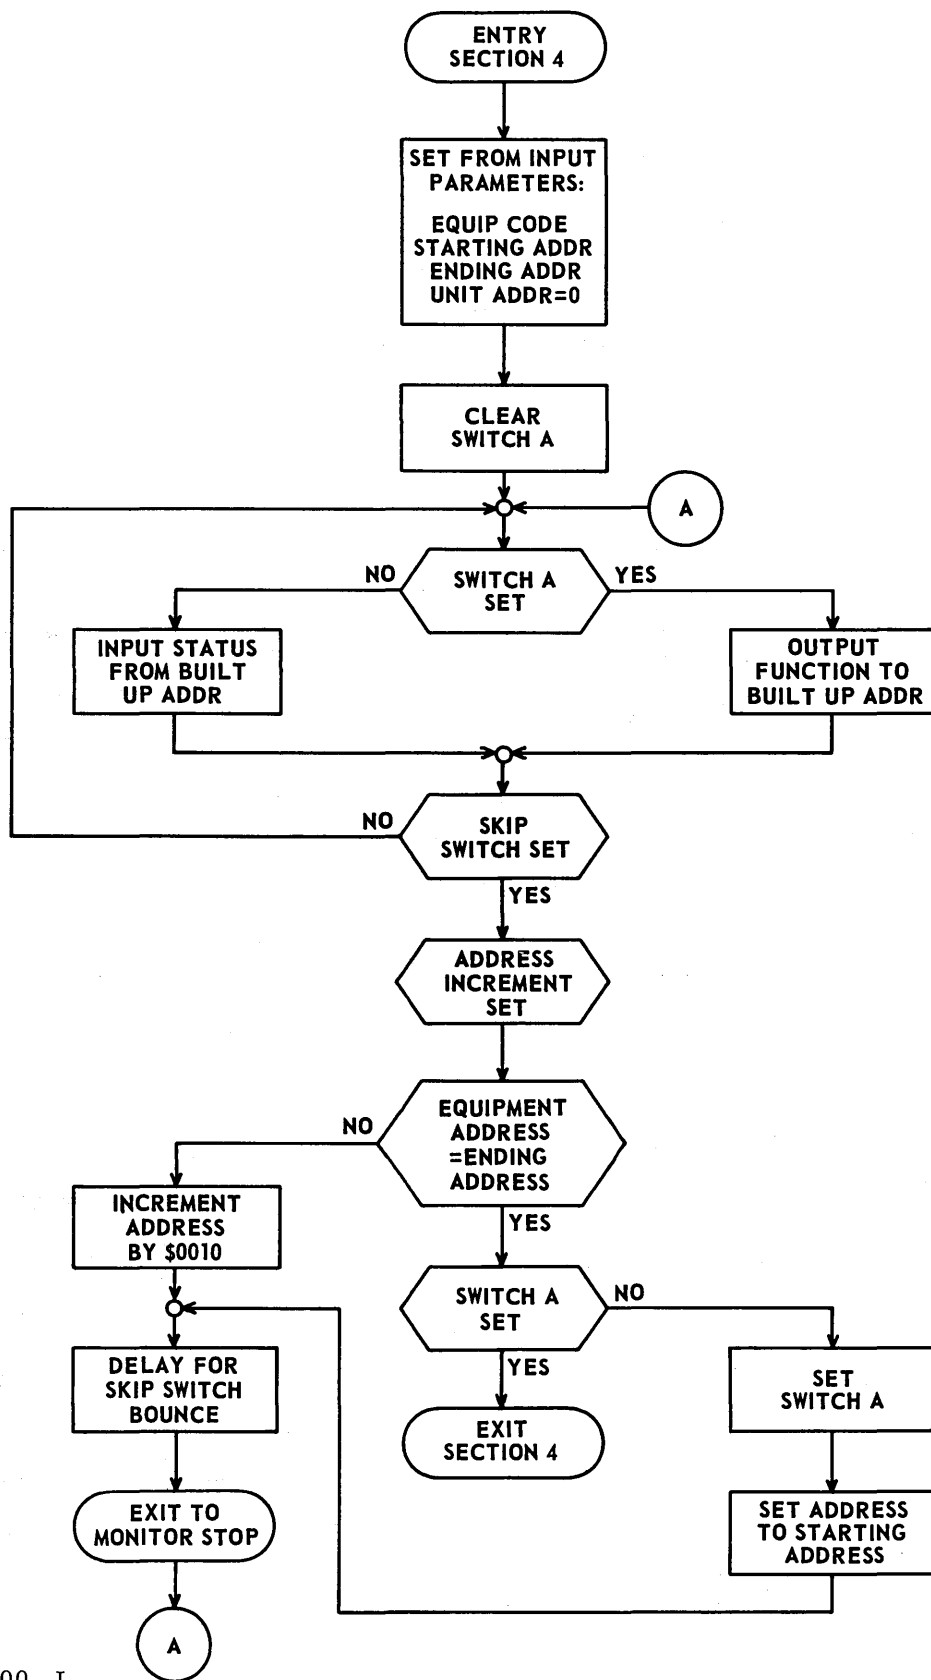 ENTRY
SECTION 4
SET FROM INPUT
PARAMETERS:
EQUIP CODE
STARTING ADDR
ENDING ADDR
UNIT ADDR=0
CLEAR
SWITCH A
A
NO
SWITCH A
SET
YES
INPUT STATUS
FROM BUILT
UP ADDR
OUTPUT
FUNCTION TO
BUILT UP ADDR
NO
SKIP
SWITCH SET
YES
ADDRESS
INCREMENT
SET
NO
EQUIPMENT
ADDRESS
=ENDING
ADDRESS
YES
INCREMENT
ADDRESS
BY $0010
SWITCH A
SET
NO
YES
DELAY FOR
SKIP SWITCH
BOUNCE
SET
SWITCH A
EXIT
SECTION 4
EXIT TO
MONITOR STOP
SET ADDRESS
TO STARTING
ADDRESS
A